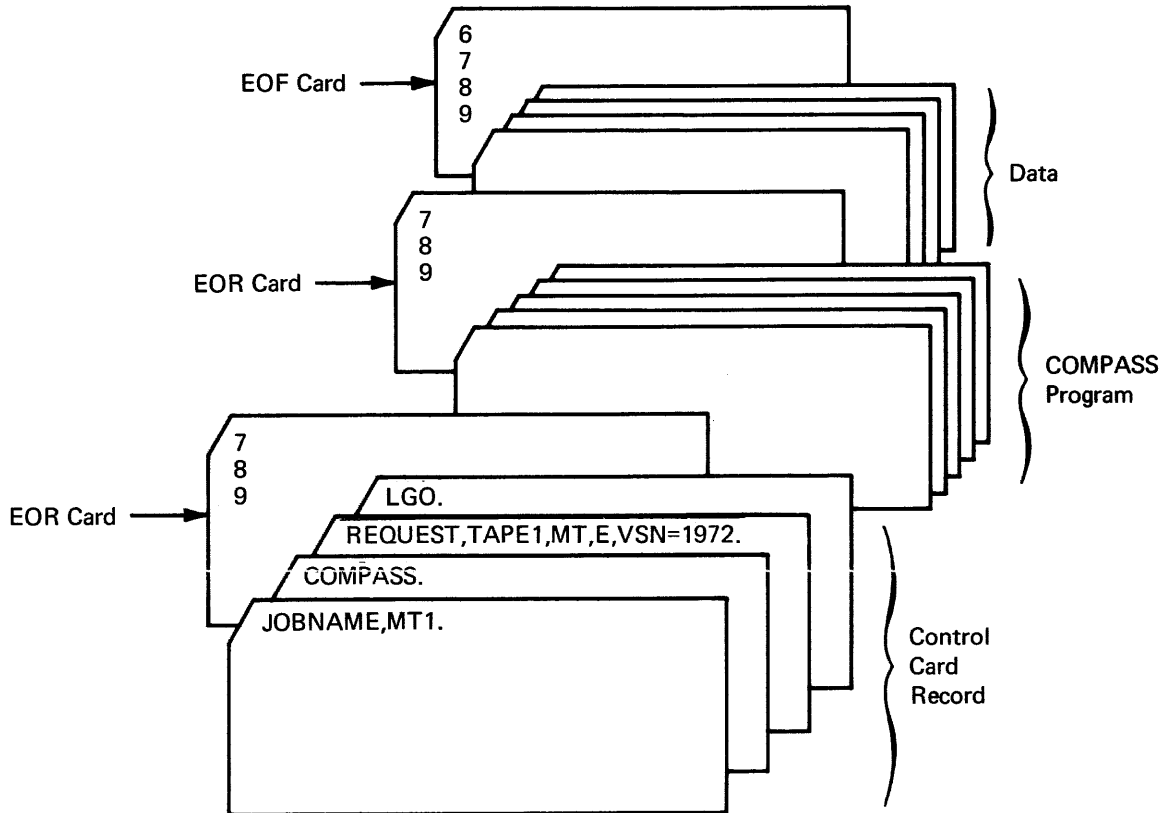 6
7
8
9
EOF Card
Data
7
8
9
EOR Card
COMPASS
Program
7
8
9
EOR Card
LGO.
REQUEST,TAPE1,MT,E,VSN=1972.
COMPASS.
JOBNAME,MT1.
Control
Card
Record